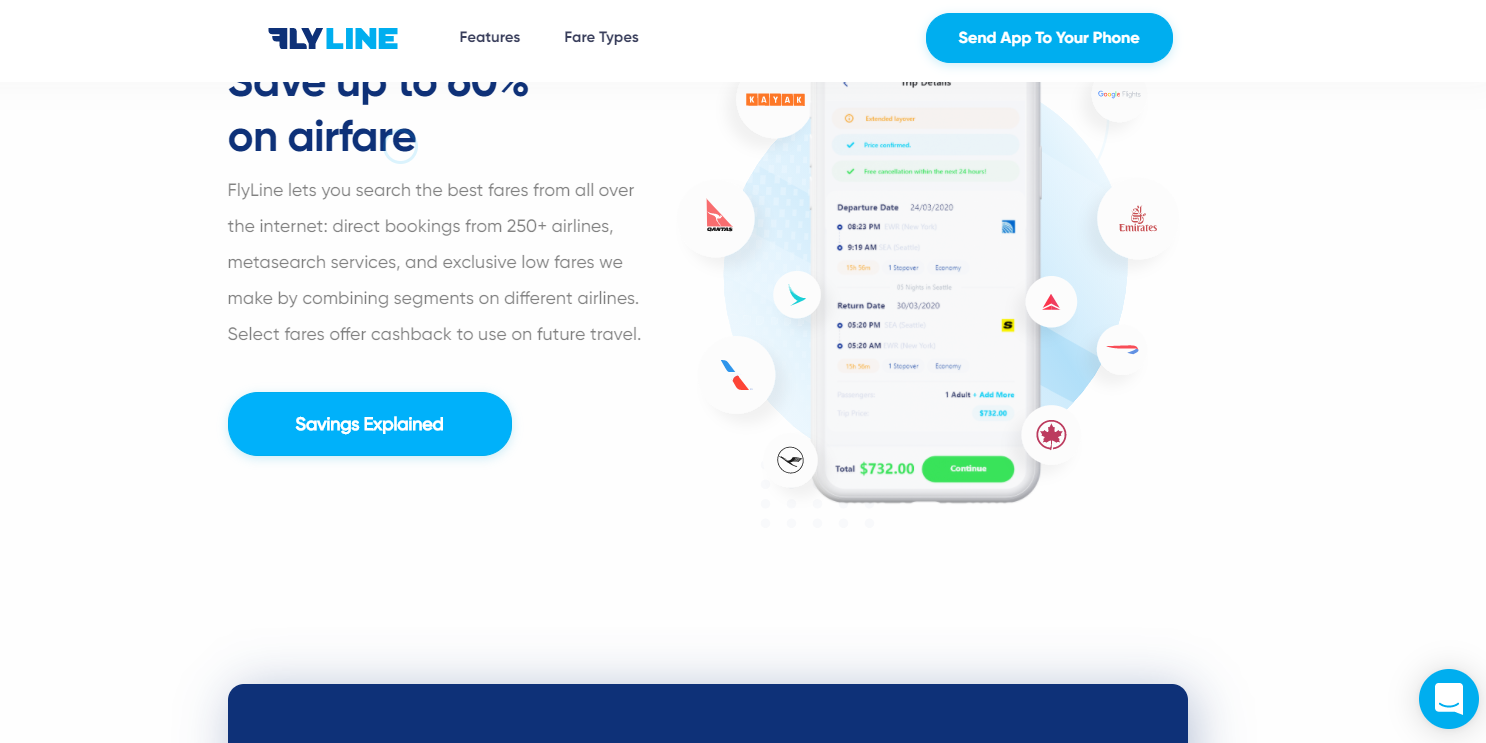 FLYLINE
Features
Fare Types
Send App To Your Phone
Save up to 60%
on airfare
FlyLine lets you search the best fares from all over
the internet: direct bookings from 250+ airlines,
metasearch services, and exclusive low fares we
make by combining segments on different airlines.
Select fares offer cashback to use on future travel.
Savings Explained
KAYAK
Trip Details
Google Flights
Extended layover
Price confirmed.
Free cancellation within the next 24 hours!
QANTAS
Emirates
Departure Date 24/03/2020
08:23 PM EWR (New York)
9:19 AM SEA (Seattle)
15h 56m 1 Stopover Economy
05 Nights in Seattle
Return Date 30/03/2020
05:20 PM SEA (Seattle)
S
05:20 AM EWR (New York)
15h 56m 1 Stopover Economy
Passengers: 1 Adult + Add More
Trip Price: $732.00
Total $732.00 Continue